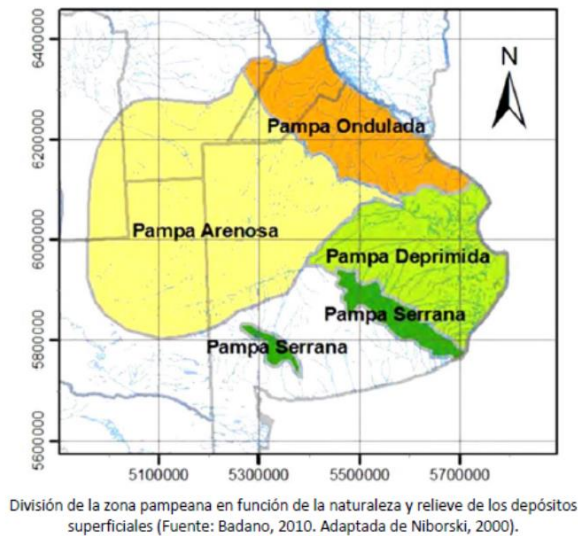 6400000
N
Pampa Ondulada
6200000
Pampa Arenosa
6000000
Pampa Deprimida
Pampa Serrana
5800000
Pampa Serrana
5600000
5100000 5300000 5500000 5700000
División de la zona pampeana en función de la naturaleza y relieve de los depósitos
superficiales (Fuente: Badano, 2010. Adaptada de Niborski, 2000).